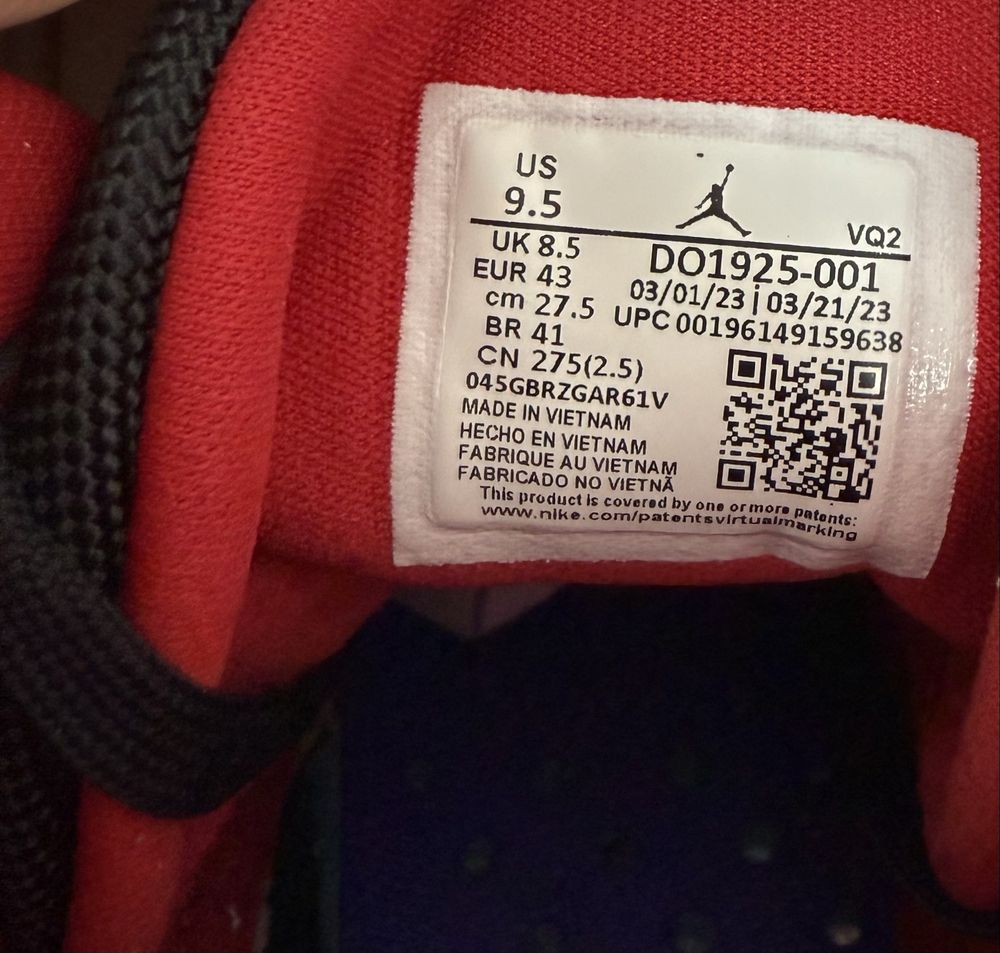 US
9.5
VQ2
UK 8.5
EUR 43
cm 27.5
BR 41
CN 275(2.5)
DO1925-001
03/01/23 | 03/21/23
UPC 00196149159638
045GBRZGAR61V
MADE IN VIETNAM
HECHO EN VIETNAM
FABRIQUE AU VIETNAM
FABRICADO NO VIETNÃ
This product is covered by one or more patents:
www.nike.com/patentsvirtualmarking